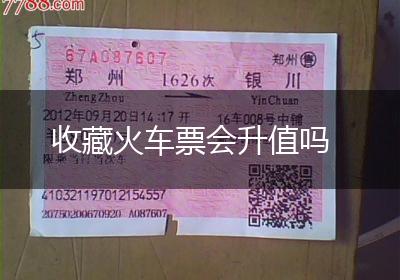 7788.com
5
67A087607
郑州 售
郑州 1626次 银川
ZhengZhou YinChuan
2012年09月20日14:17开 16车008号中铺
收藏火车票会升值吗
限乘当日当次车
410321197012154557
20750200670920 A087607